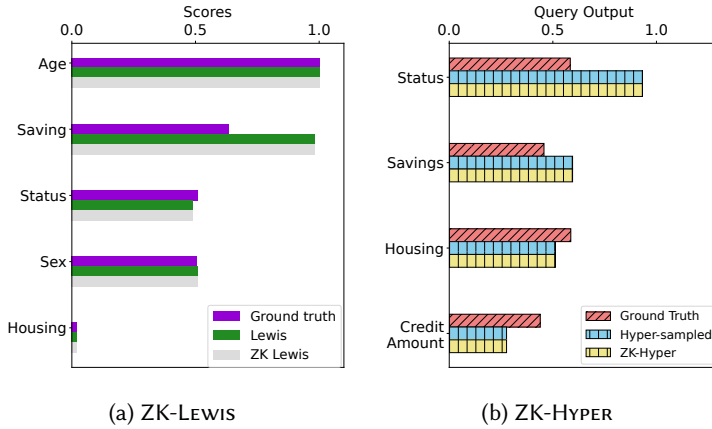 Scores
0.0 0.5 1.0
Age
Saving
Status
Sex
Housing
Ground truth
Lewis
ZK Lewis
(a) ZK-Lewis
Query Output
0.0 0.5 1.0
Status
Savings
Housing
Credit
Amount
Ground Truth
Hyper-sampled
ZK-Hyper
(b) ZK-Hyper